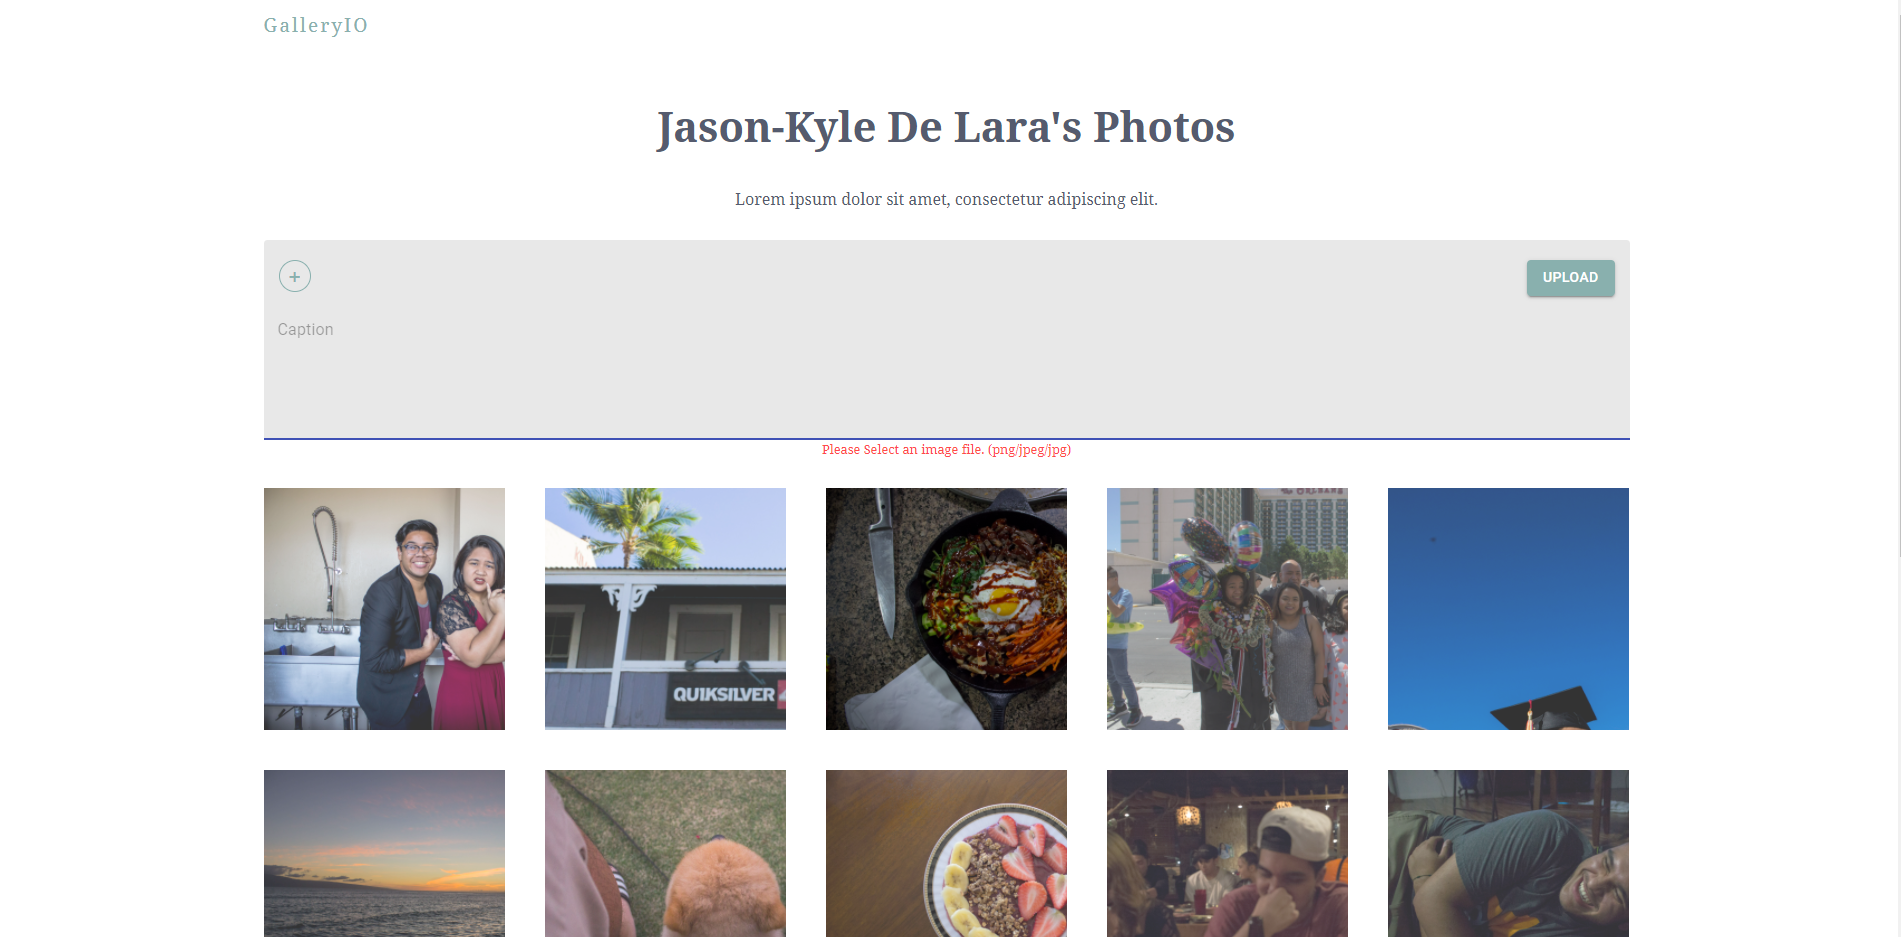 GalleryIO
Jason-Kyle De Lara's Photos
Lorem ipsum dolor sit amet, consectetur adipiscing elit.
+
UPLOAD
Caption
Please Select an image file. (png/jpeg/jpg)
ORLEANS
QUIKSILVER